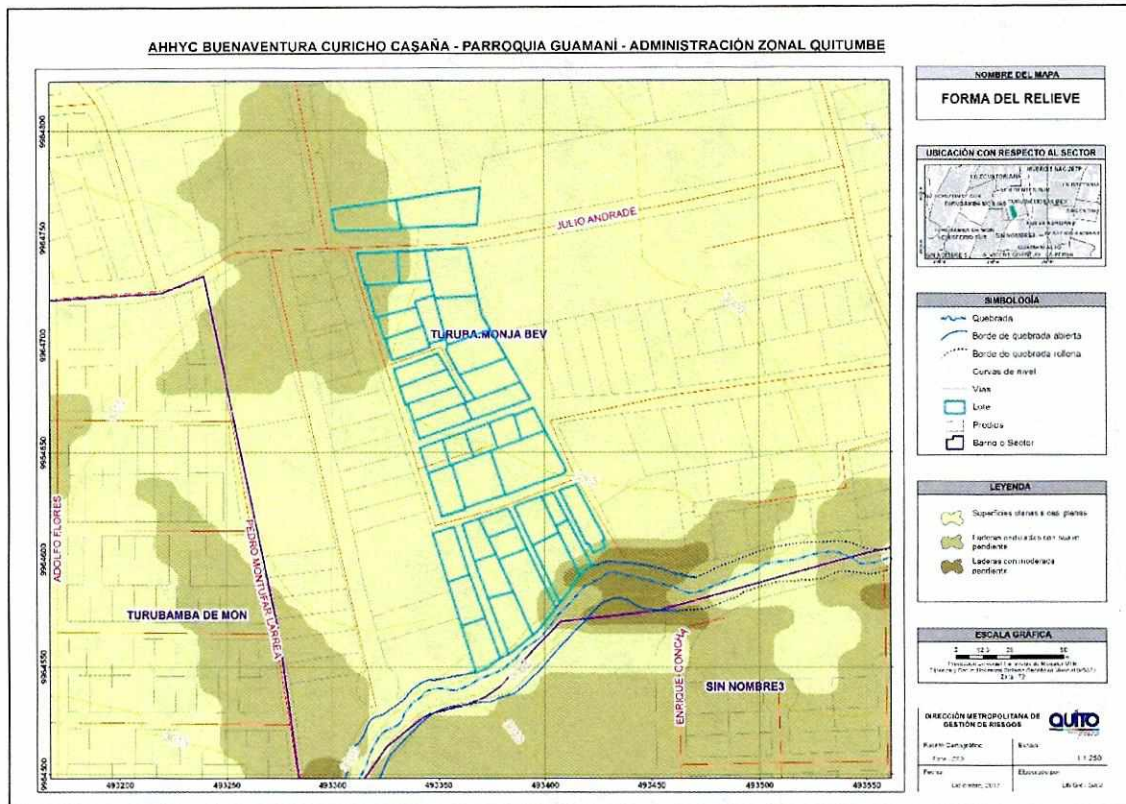 AHHYC BUENAVENTURA CURICHO CASAÑA - PARROQUIA GUAMANÍ - ADMINISTRACIÓN ZONAL QUITUMBE
NOMBRE DEL MAPA
FORMA DEL RELIEVE
UBICACIÓN CON RESPECTO AL SECTOR
SIMBOLOGÍA
Quebrada
Borde de quebrada abierta
Borde de quebrada rellena
Curvas de nivel
Vias
Lote
Predios
Barrio o Sector
LEYENDA
Superficies planas a casi planas
Laderas onduladas con suave
pendiente
Laderas con moderada
pendiente
ESCALA GRÁFICA
DIRECCIÓN METROPOLITANA DE
GESTIÓN DE RIESGOS
QUITO
1:1.250
JULIO ANDRADE
TURUBA.MONJA BEV
ADOLFO FLORES
PEDRO MONTUFAR LARREA
TURUBAMBA DE MON
ENRIQUE CONCHA
SIN NOMBRE3
9964800
9964750
9964700
9964650
9964600
9964550
9964500
493200
493250
493300
493350
493400
493450
493500
493550